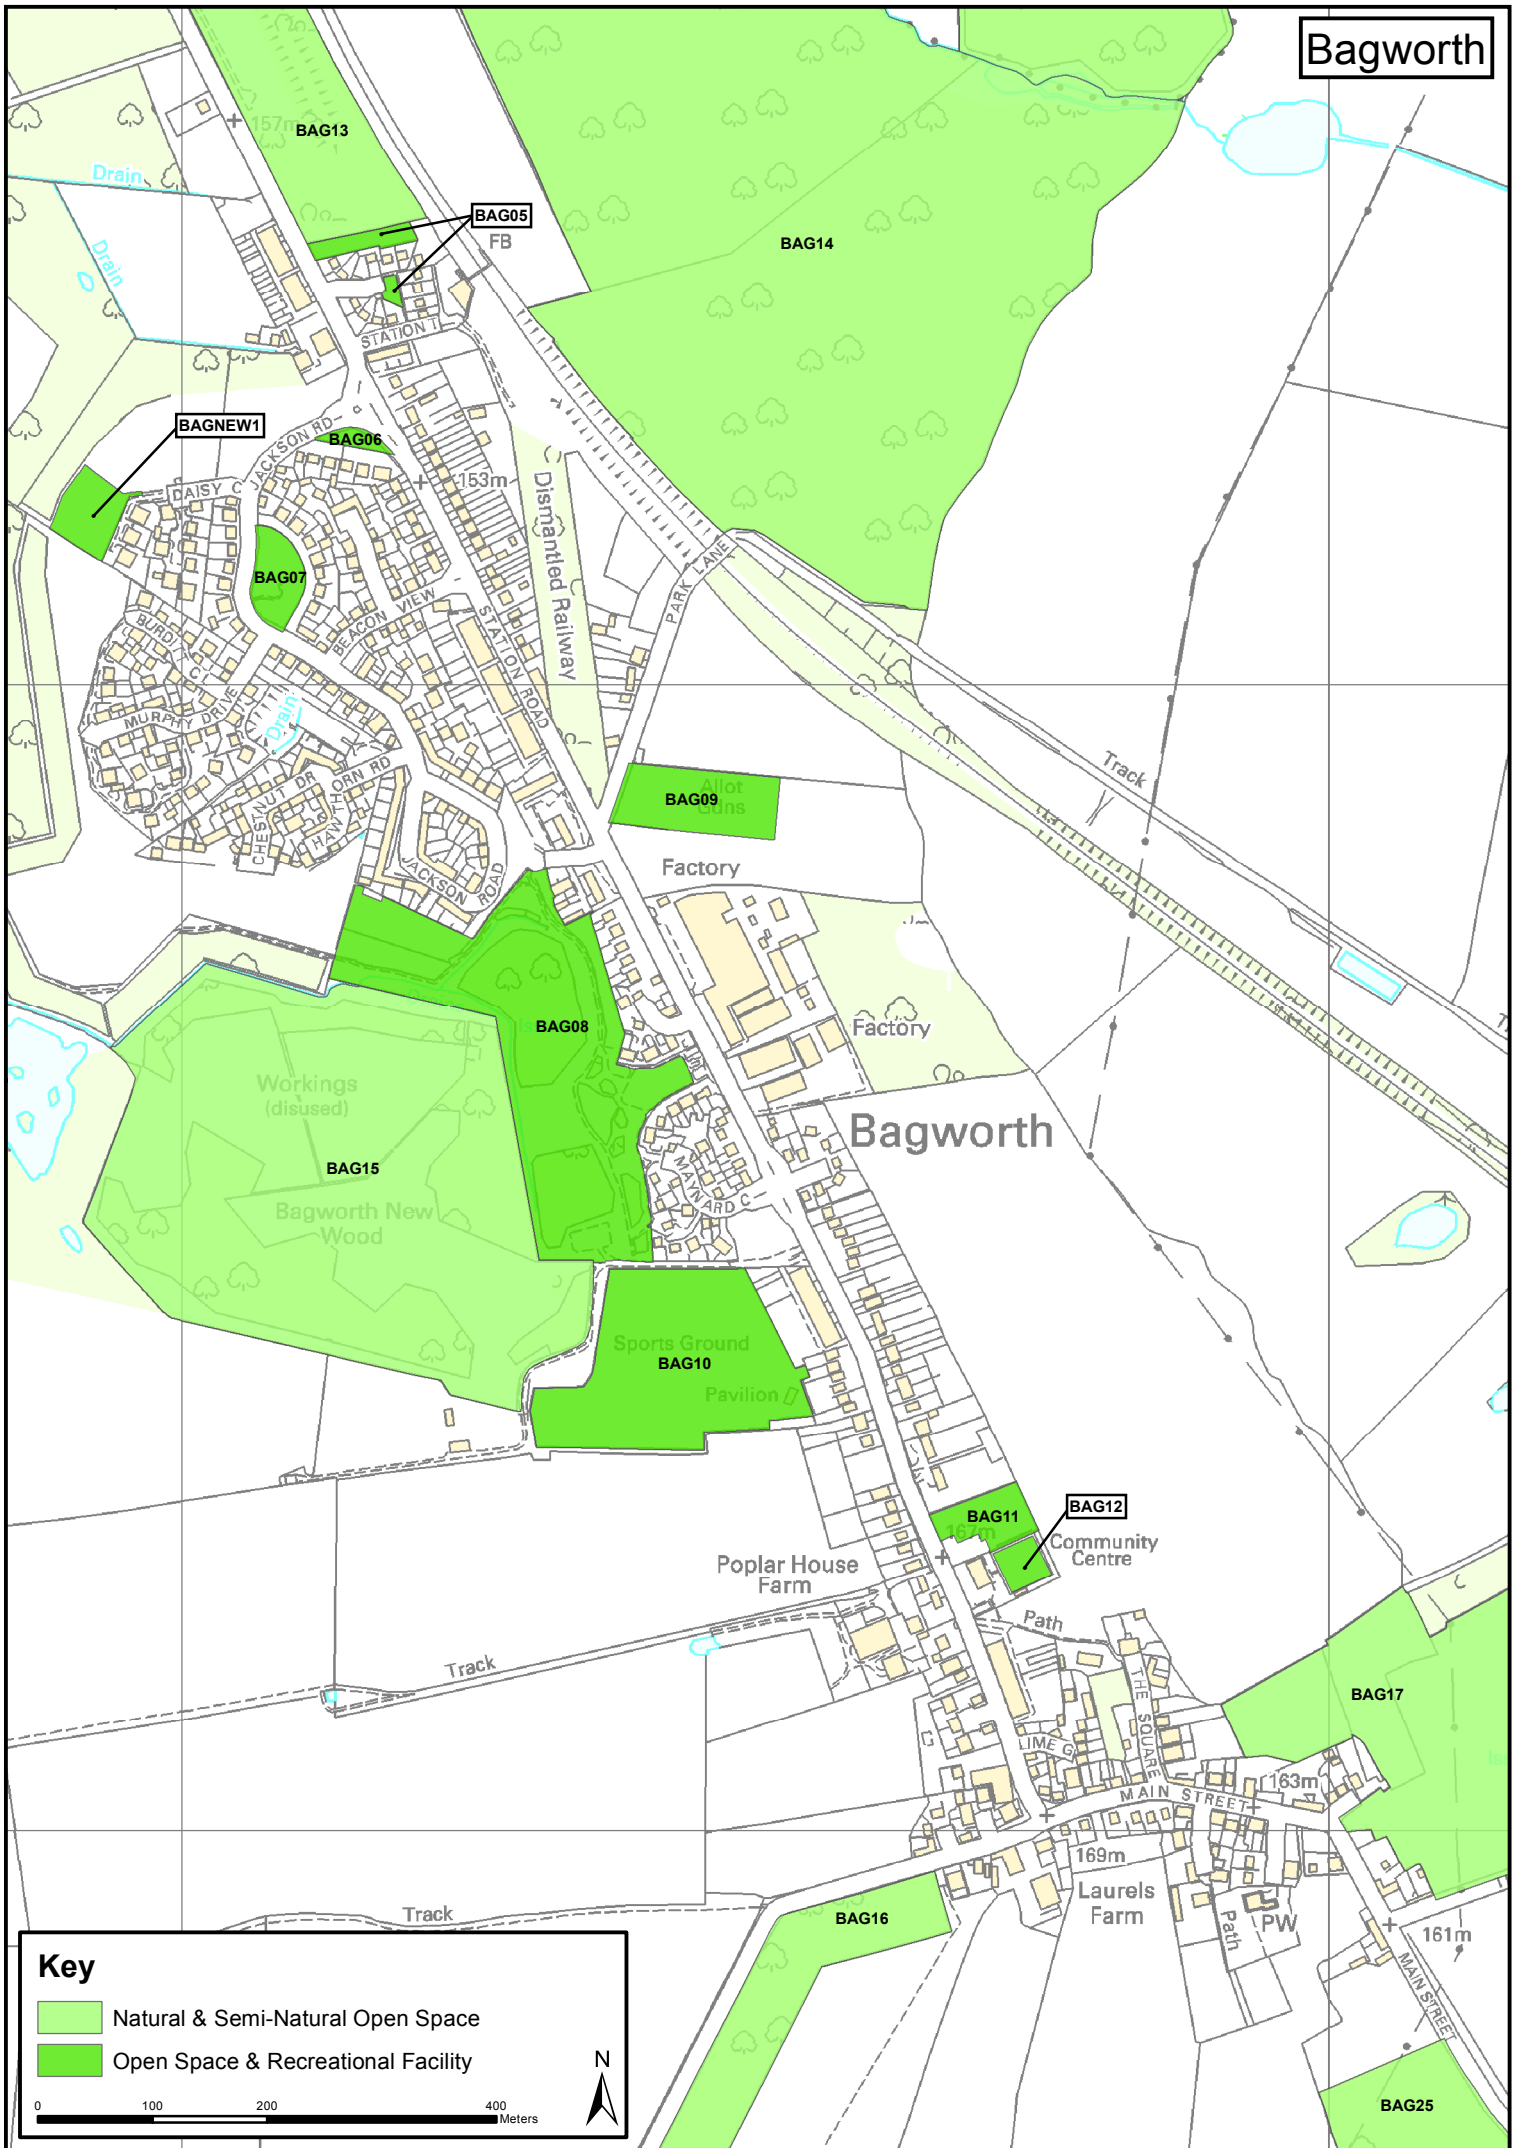 Bagworth
BAG13
157m
Drain
BAG05
FB
BAG14
Drain
STATION T
BAGNEW1
BAG06
JACKSON RD
153m
DAISY C
Dismantled Railway
BAG07
PARK LANE
BEACON VIEW
STATION ROAD
MURPHY DRIVE
Drain
Track
CHESTNUT DR
HAWTHORN RD
Allot
Gdns
BAG09
Factory
JACKSON ROAD
BAG08
Factory
Workings
(disused)
Bagworth
BAG15
MAYNARD C
Bagworth New
Wood
Sports Ground
BAG10
Pavilion
BAG12
BAG11
167m
Community
Centre
Poplar House
Farm
Path
Track
BAG17
THE SQUARE
LIME G
163m
MAIN STREET
169m
Laurels
Farm
Track
BAG16
Path
PW
161m
MAIN STREET
BAG25
Key
Natural & Semi-Natural Open Space
Open Space & Recreational Facility
N
0 100 200 400
Meters